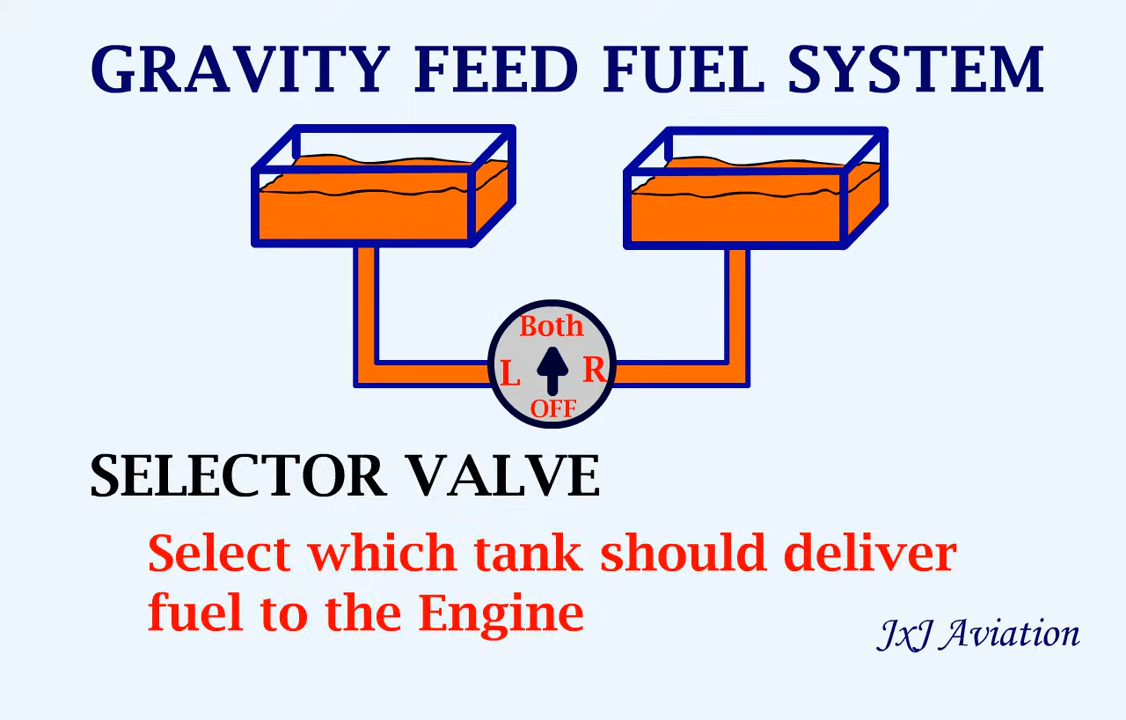 GRAVITY FEED FUEL SYSTEM
Both
L R
OFF
SELECTOR VALVE
Select which tank should deliver
fuel to the Engine
JxJ Aviation